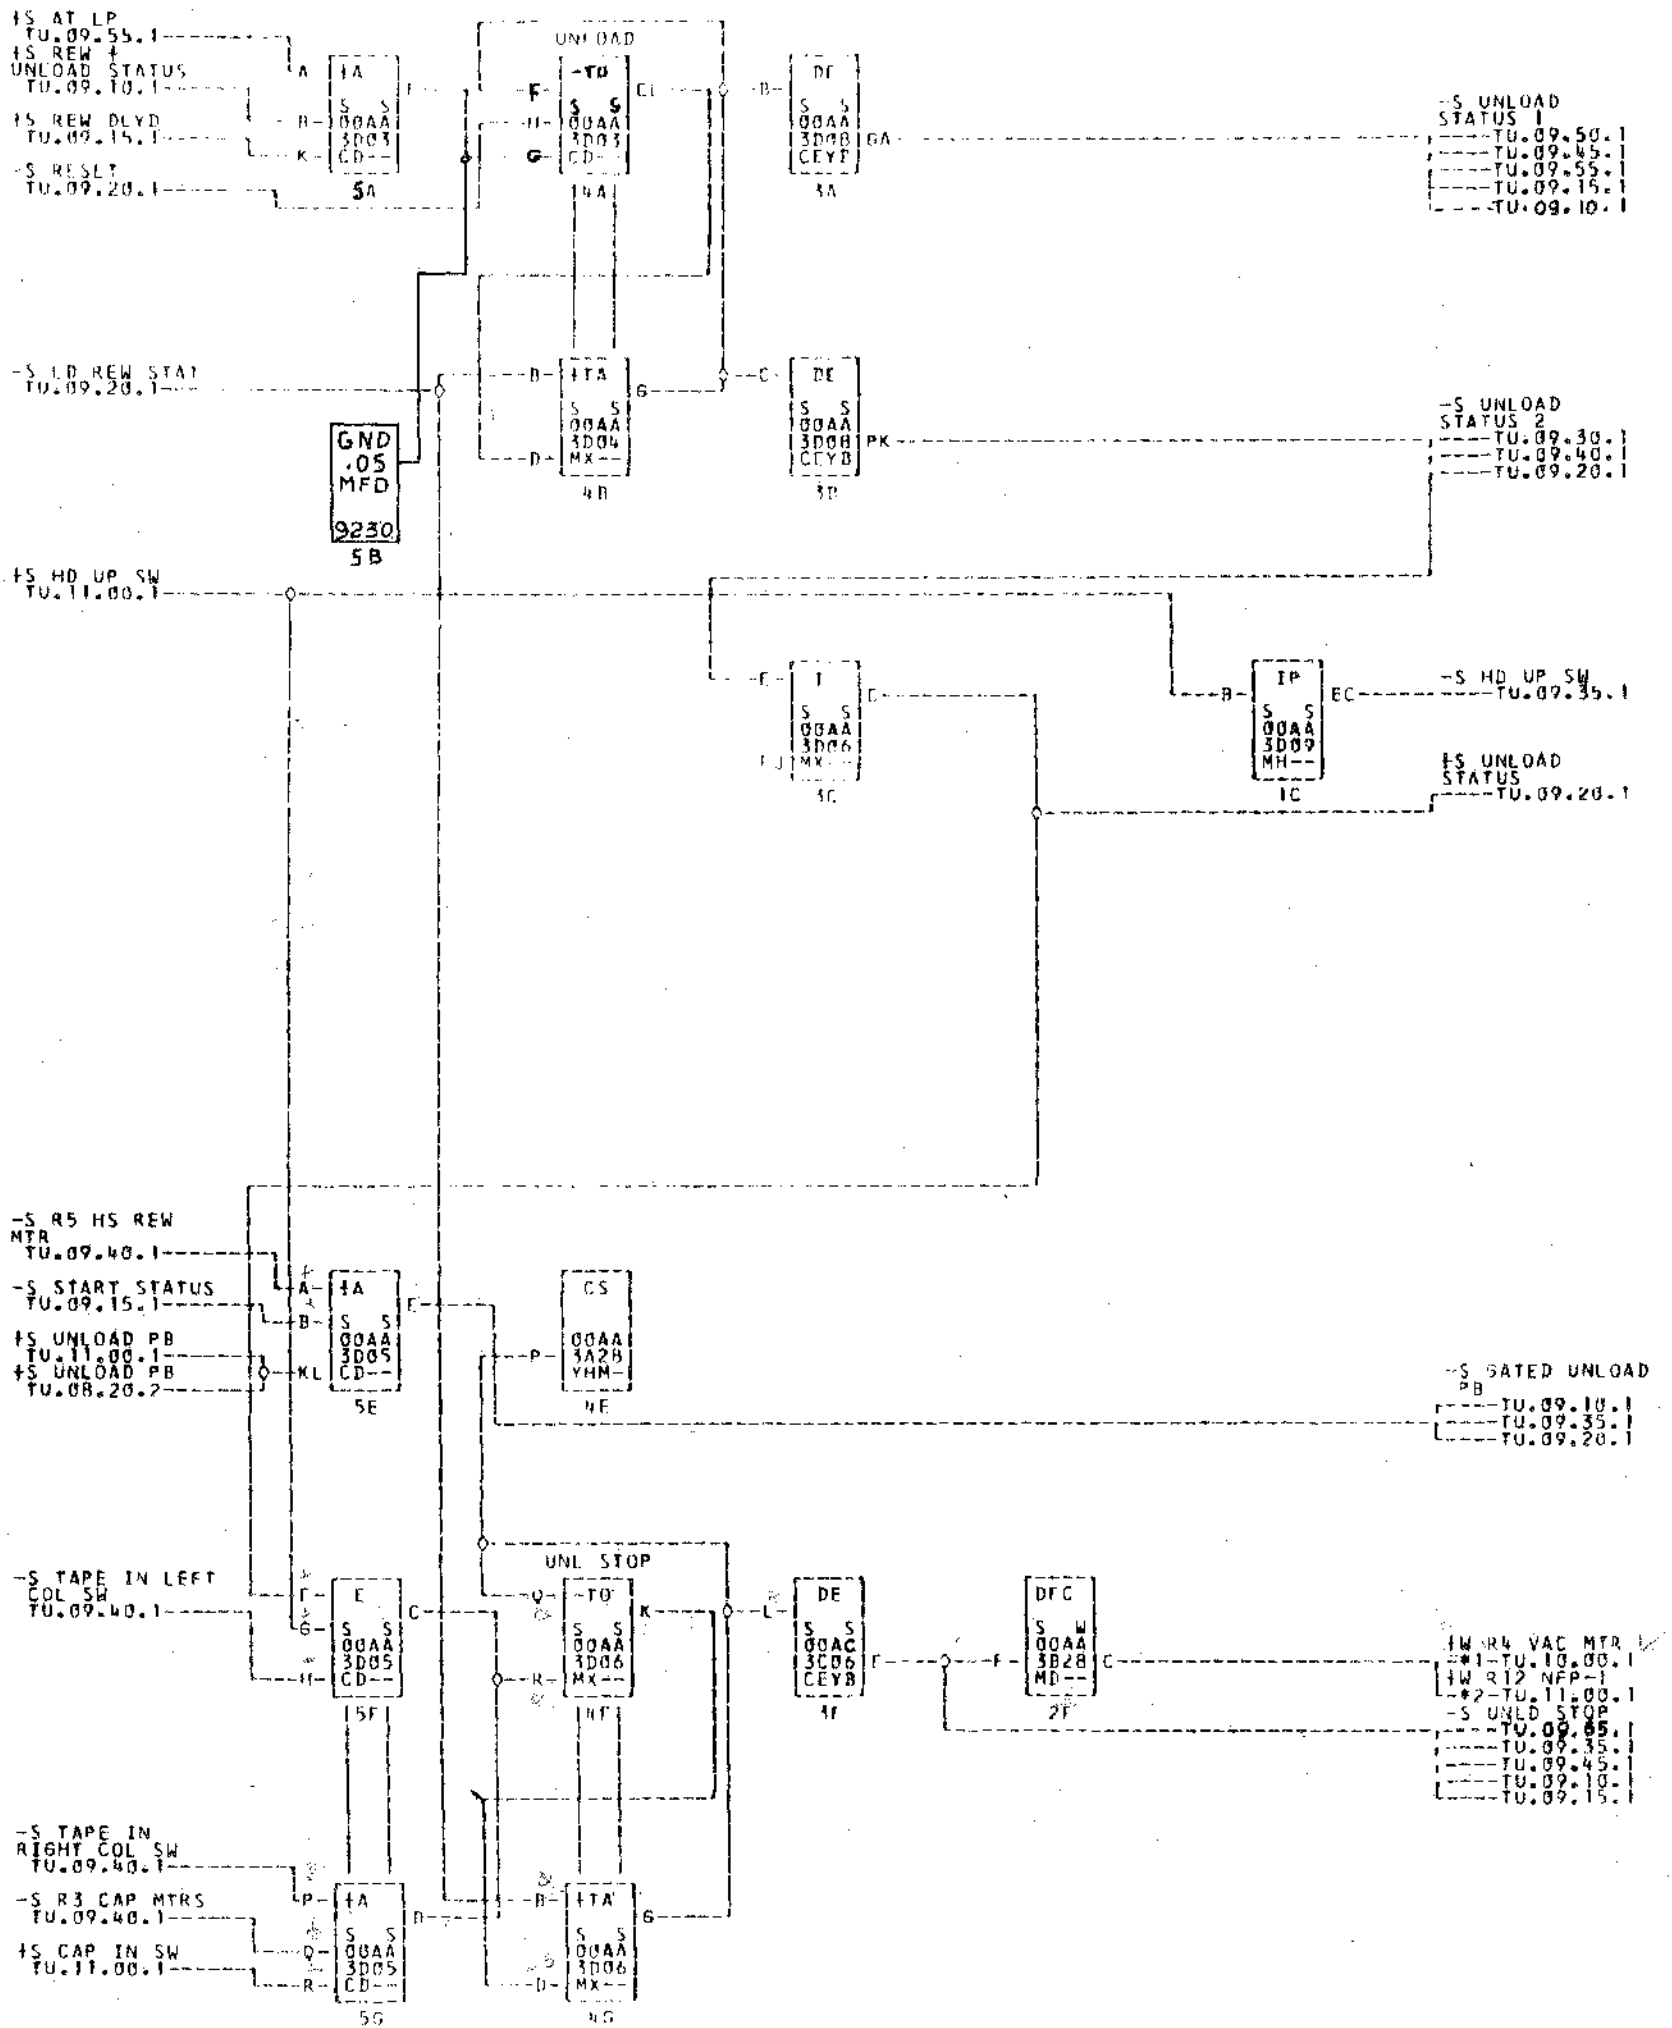 +S AT LP
TU.09.55.1
+S REW +
UNLOAD STATUS
TU.09.10.1
+S REW DLYD
TU.09.15.1
-S RESET
TU.09.20.1
A +A
B
K
S S
00AA
3D03
CD--
5A
UNLOAD
F -TO
H
G
S S
00AA
3D03
CD-
4A
B DE
S S
00AA
3D08 GA
CEYB
3A
-S UNLOAD
STATUS 1
TU.09.50.1
TU.09.45.1
TU.09.55.1
TU.09.15.1
TU.09.10.1
-S LD REW STAT
TU.09.20.1
GND
.05
MFD
9230
5B
B +TA G
S S
00AA
3D04
D MX--
4B
C DE
S S
00AA
3D08 PK
CEYB
-S UNLOAD
STATUS 2
TU.09.30.1
TU.09.40.1
TU.09.20.1
+S HD UP SW
TU.11.00.1
I
S S
00AA
3D06
MX--
3C
B IP EC
S S
00AA
3D09
MH--
1C
-S HD UP SW
TU.09.35.1
+S UNLOAD
STATUS
TU.09.20.1
-S R5 HS REW
MTR
TU.09.40.1
-S START STATUS
TU.09.15.1
+S UNLOAD PB
TU.11.00.1
+S UNLOAD PB
TU.08.20.2
A +A E
B
S S
00AA
3D05
KL CD--
5E
CS
00AA
P 3A28
YHM-
4E
-S GATED UNLOAD
PB
TU.09.10.1
TU.09.35.1
TU.09.20.1
-S TAPE IN LEFT
COL SW
TU.09.40.1
E C
G
S S
00AA
3D05
H CD--
5F
UNL STOP
Q -TO K
S S
00AA
3D06
R MX--
4F
L DE
S S
00AC
3C06
CEYB
3F
F DFC
S W
00AA
3B28 C
MD--
2F
+W R4 VAC MTR
*1-TU.10.00.1
+W R12 NFP-1
*2-TU.11.00.1
-S UNLD STOP
TU.09.65.1
TU.09.35.1
TU.09.45.1
TU.09.10.1
TU.09.15.1
-S TAPE IN
RIGHT COL SW
TU.09.40.1
-S R3 CAP MTRS
TU.09.40.1
+S CAP IN SW
TU.11.00.1
P +A D
S S
Q 00AA
3D05
R CD--
5G
B +TA G
S S
00AA
3D06
D MX--
4G